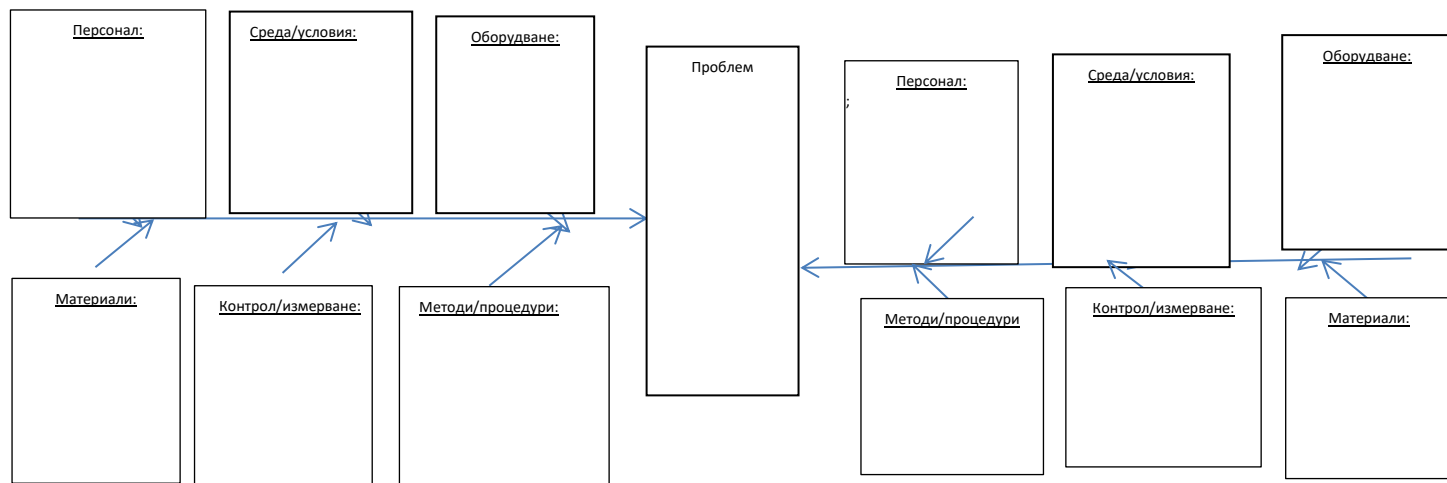 Персонал:
Среда/условия:
Оборудване:
Проблем
Персонал:
;
Среда/условия:
Оборудване:
Материали:
Контрол/измерване:
Методи/процедури:
Методи/процедури
Контрол/измерване:
Материали: